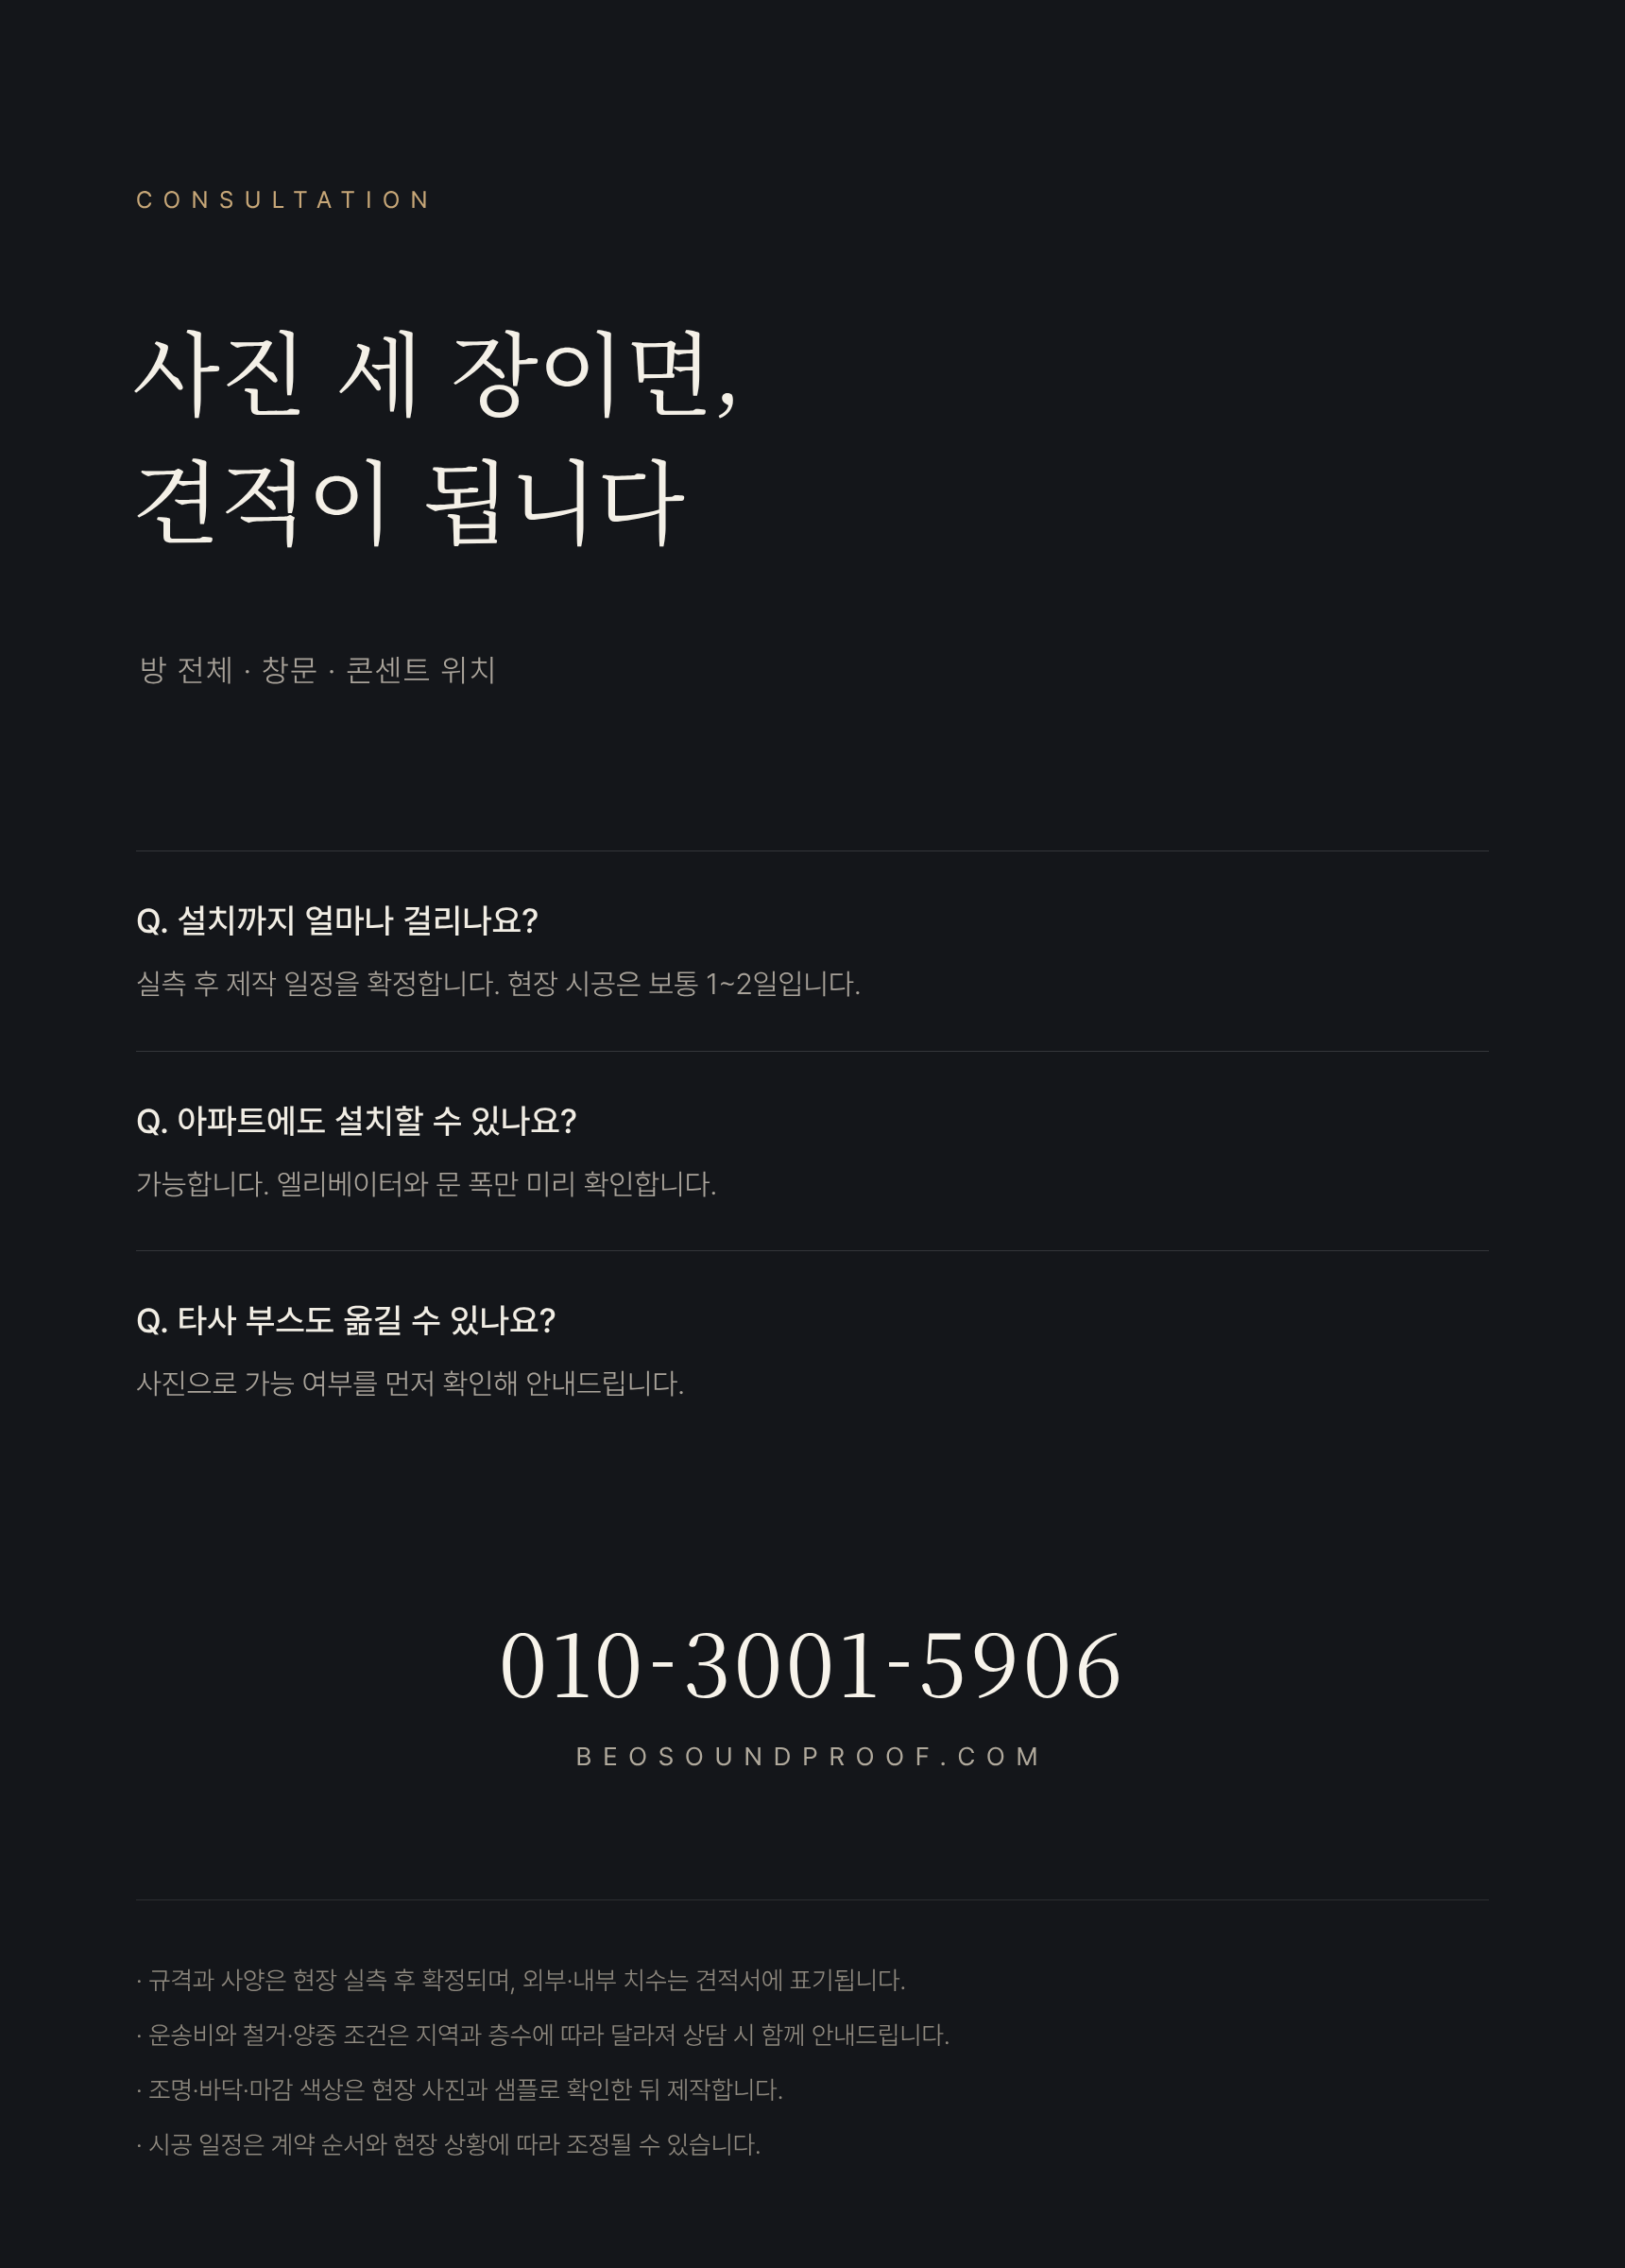 CONSULTATION
사진 세 장이면,
견적이 됩니다
방 전체 · 창문 · 콘센트 위치
Q. 설치까지 얼마나 걸리나요?
실측 후 제작 일정을 확정합니다. 현장 시공은 보통 1~2일입니다.
Q. 아파트에도 설치할 수 있나요?
가능합니다. 엘리베이터와 문 폭만 미리 확인합니다.
Q. 타사 부스도 옮길 수 있나요?
사진으로 가능 여부를 먼저 확인해 안내드립니다.
010-3001-5906
BEOSOUNDPROOF.COM
· 규격과 사양은 현장 실측 후 확정되며, 외부·내부 치수는 견적서에 표기됩니다.
· 운송비와 철거·양중 조건은 지역과 층수에 따라 달라져 상담 시 함께 안내드립니다.
· 조명·바닥·마감 색상은 현장 사진과 샘플로 확인한 뒤 제작합니다.
· 시공 일정은 계약 순서와 현장 상황에 따라 조정될 수 있습니다.